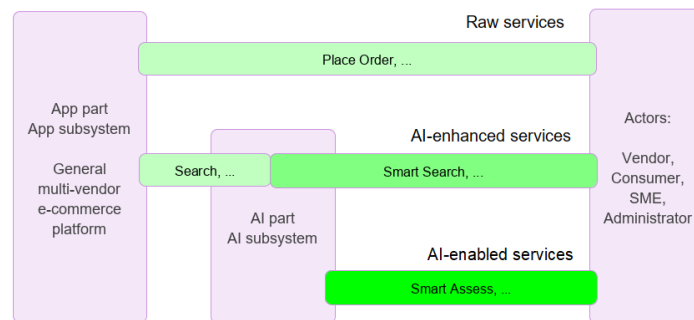 Raw services
Place Order, ...
App part
App subsystem
General
multi-vendor
e-commerce
platform
AI-enhanced services
Search, ...
Smart Search, ...
AI part
AI subsystem
AI-enabled services
Smart Assess, ...
Actors:
Vendor,
Consumer,
SME,
Administrator